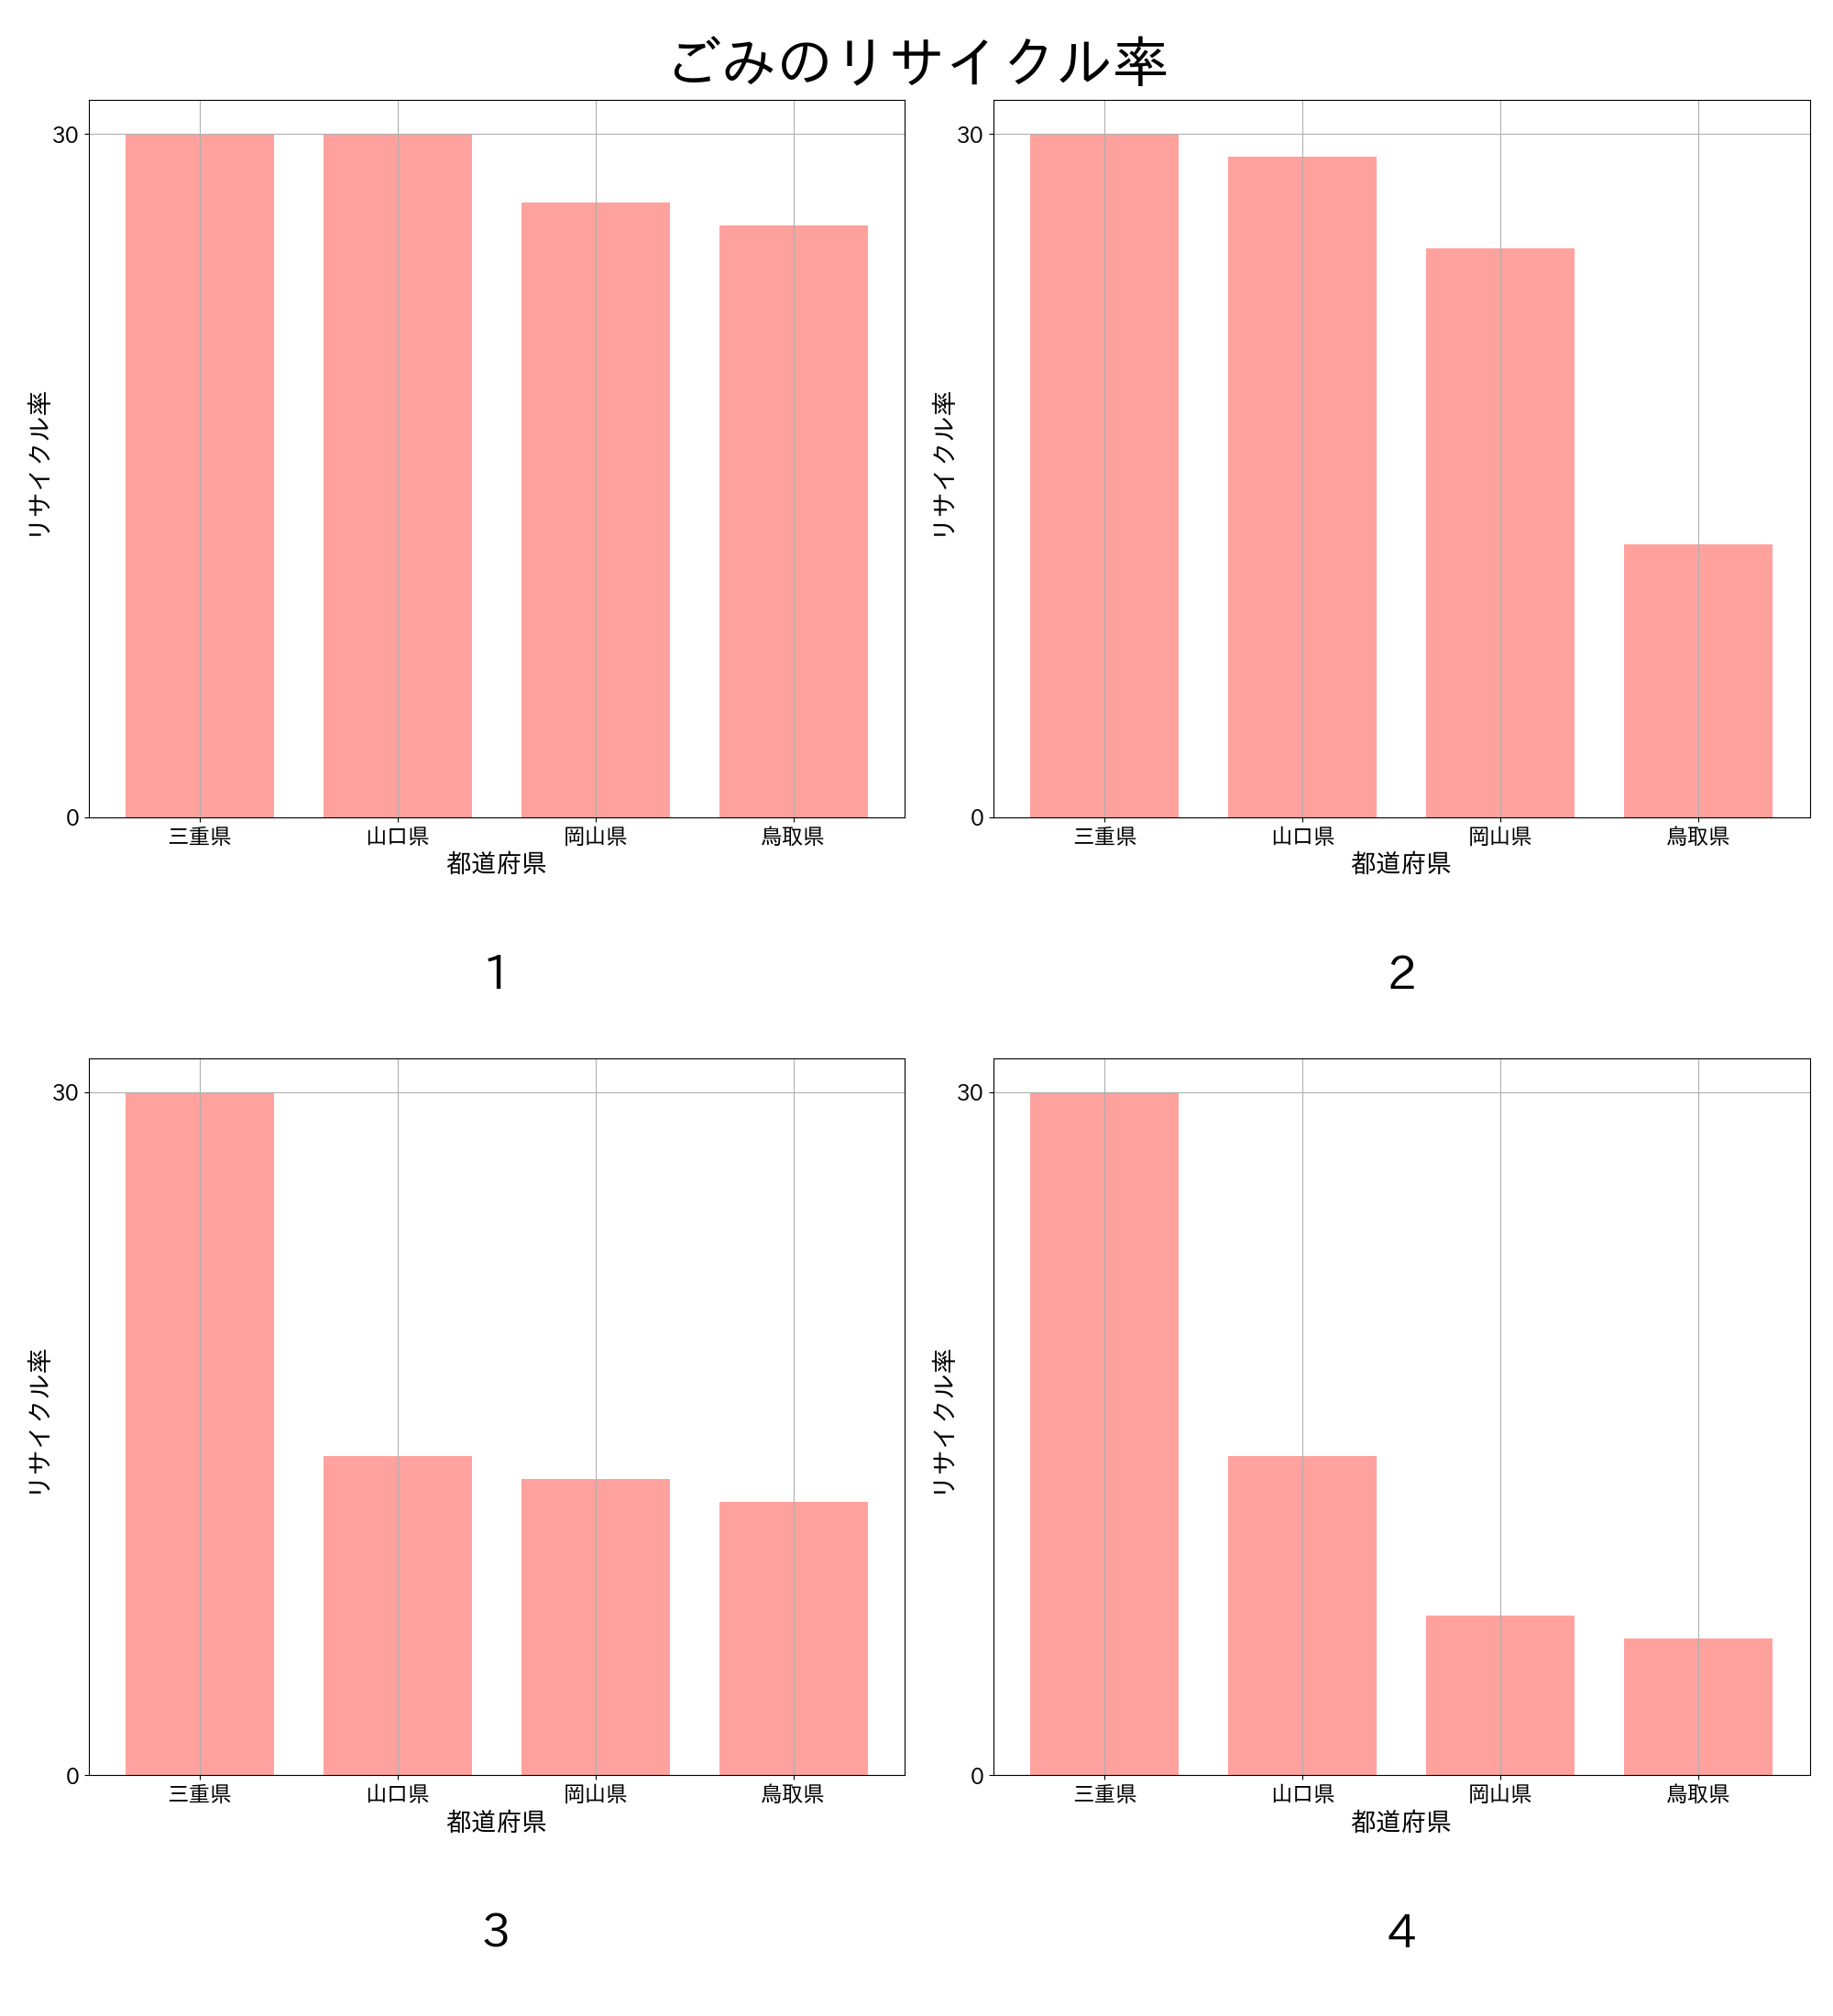 ごみのリサイクル率
30
0
リサイクル率
三重県 山口県 岡山県 鳥取県
都道府県
1
30
0
リサイクル率
三重県 山口県 岡山県 鳥取県
都道府県
2
30
0
リサイクル率
三重県 山口県 岡山県 鳥取県
都道府県
3
30
0
リサイクル率
三重県 山口県 岡山県 鳥取県
都道府県
4